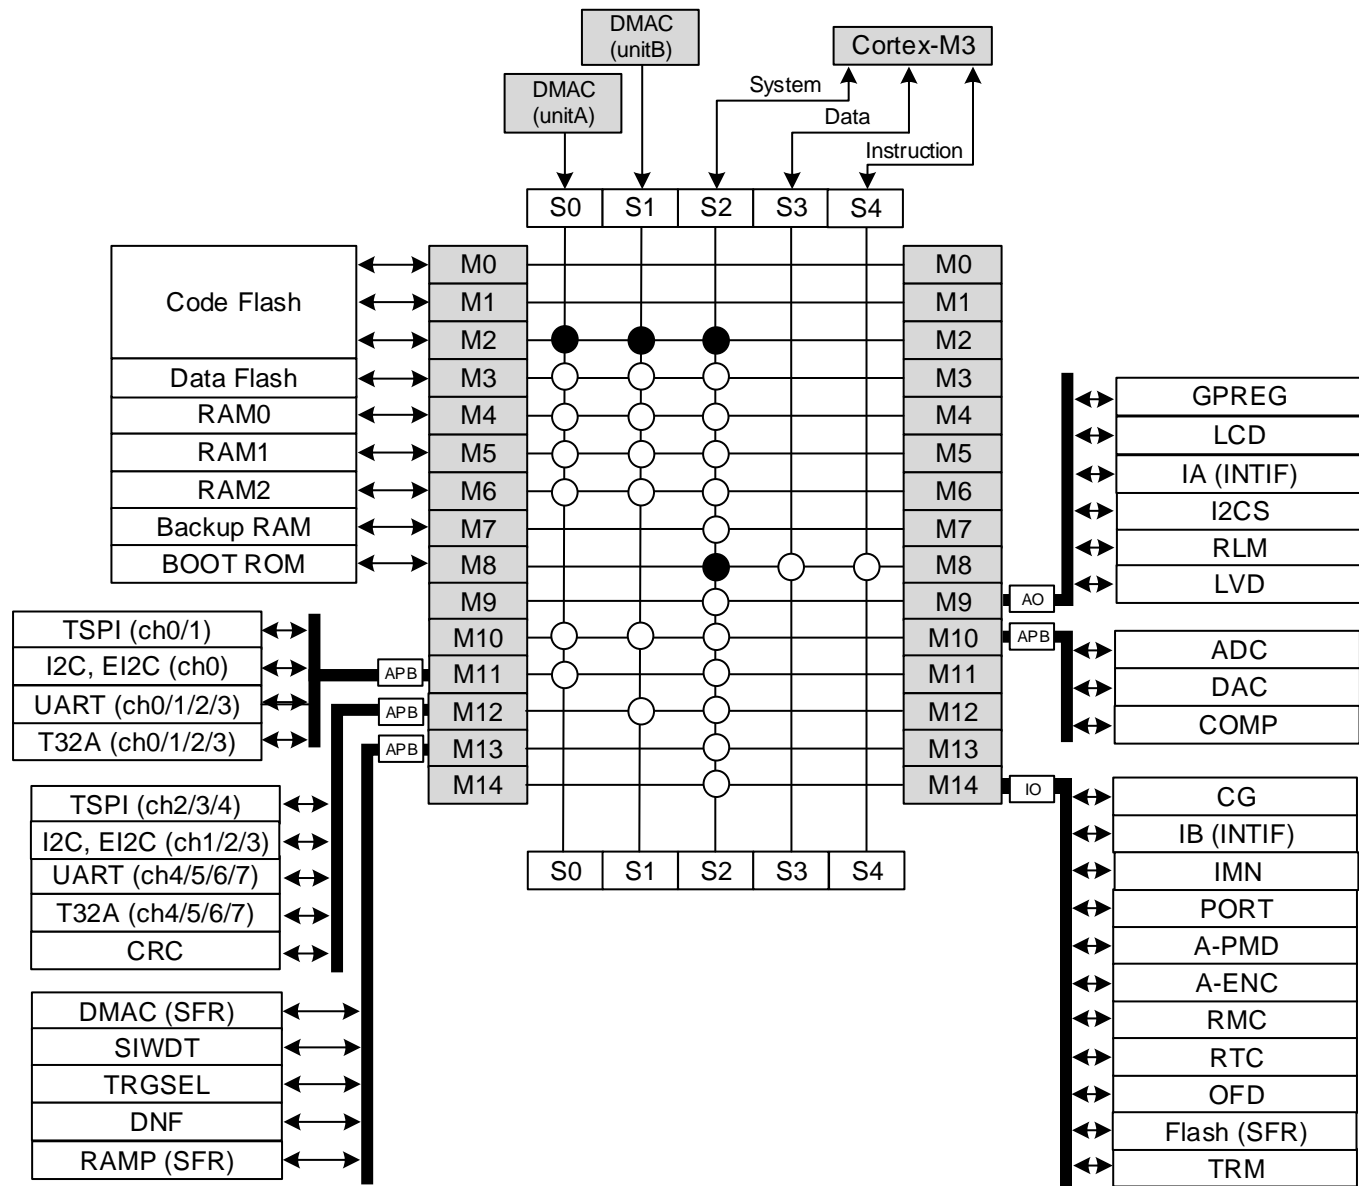 DMAC
(unitB)
Cortex-M3
DMAC
(unitA)
System
Data
Instruction
S0 S1 S2 S3 S4
Code Flash
M0 M0
M1 M1
M2 M2
Data Flash M3 M3
RAM0 M4 M4
RAM1 M5 M5
RAM2 M6 M6
Backup RAM M7 M7
BOOT ROM M8 M8
M9 M9 AO
M10 M10 APB
APB M11 M11
APB M12 M12
APB M13 M13
M14 M14 IO
S0 S1 S2 S3 S4
TSPI (ch0/1)
I2C, EI2C (ch0)
UART (ch0/1/2/3)
T32A (ch0/1/2/3)
TSPI (ch2/3/4)
I2C, EI2C (ch1/2/3)
UART (ch4/5/6/7)
T32A (ch4/5/6/7)
CRC
DMAC (SFR)
SIWDT
TRGSEL
DNF
RAMP (SFR)
GPREG
LCD
IA (INTIF)
I2CS
RLM
LVD
ADC
DAC
COMP
CG
IB (INTIF)
IMN
PORT
A-PMD
A-ENC
RMC
RTC
OFD
Flash (SFR)
TRM